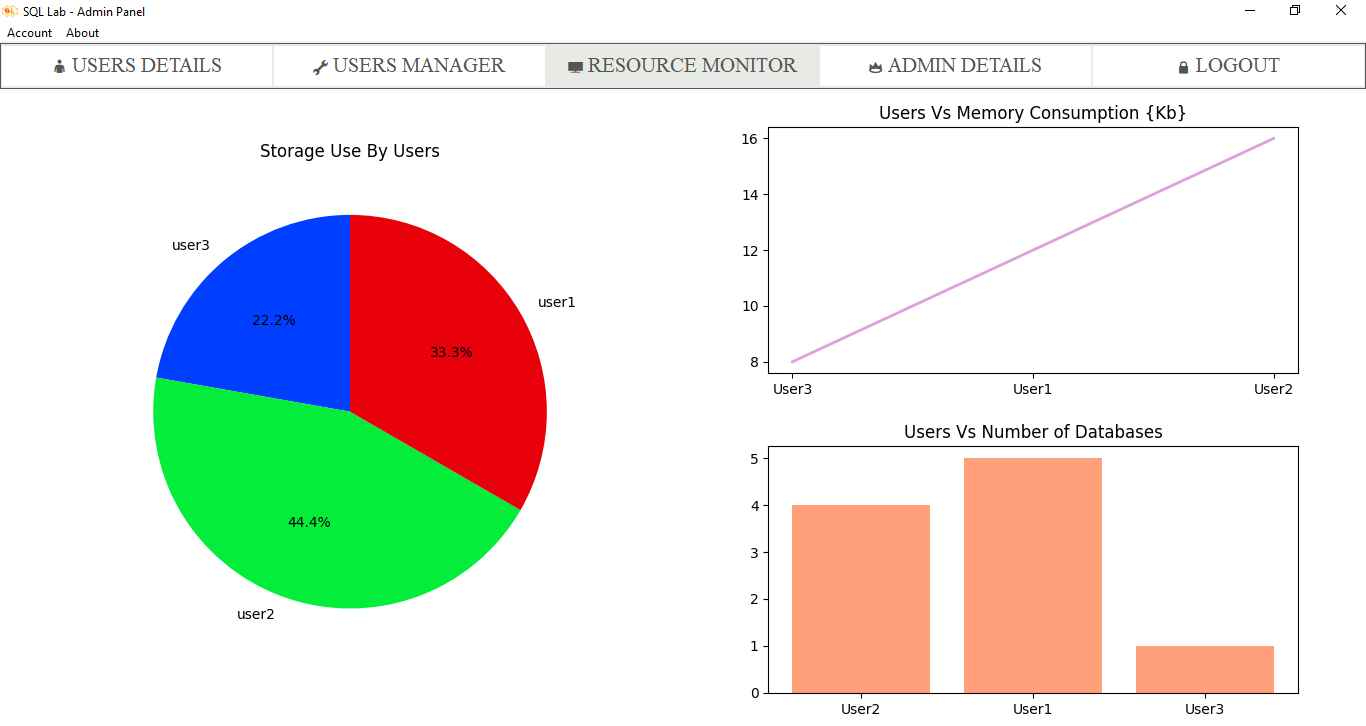 SQL Lab - Admin Panel
Account About
USERS DETAILS
USERS MANAGER
RESOURCE MONITOR
ADMIN DETAILS
LOGOUT
Storage Use By Users
user3
22.2%
user1
33.3%
44.4%
user2
Users Vs Memory Consumption {Kb}
16
14
12
10
8
User3 User1 User2
Users Vs Number of Databases
5
4
3
2
1
0
User2 User1 User3